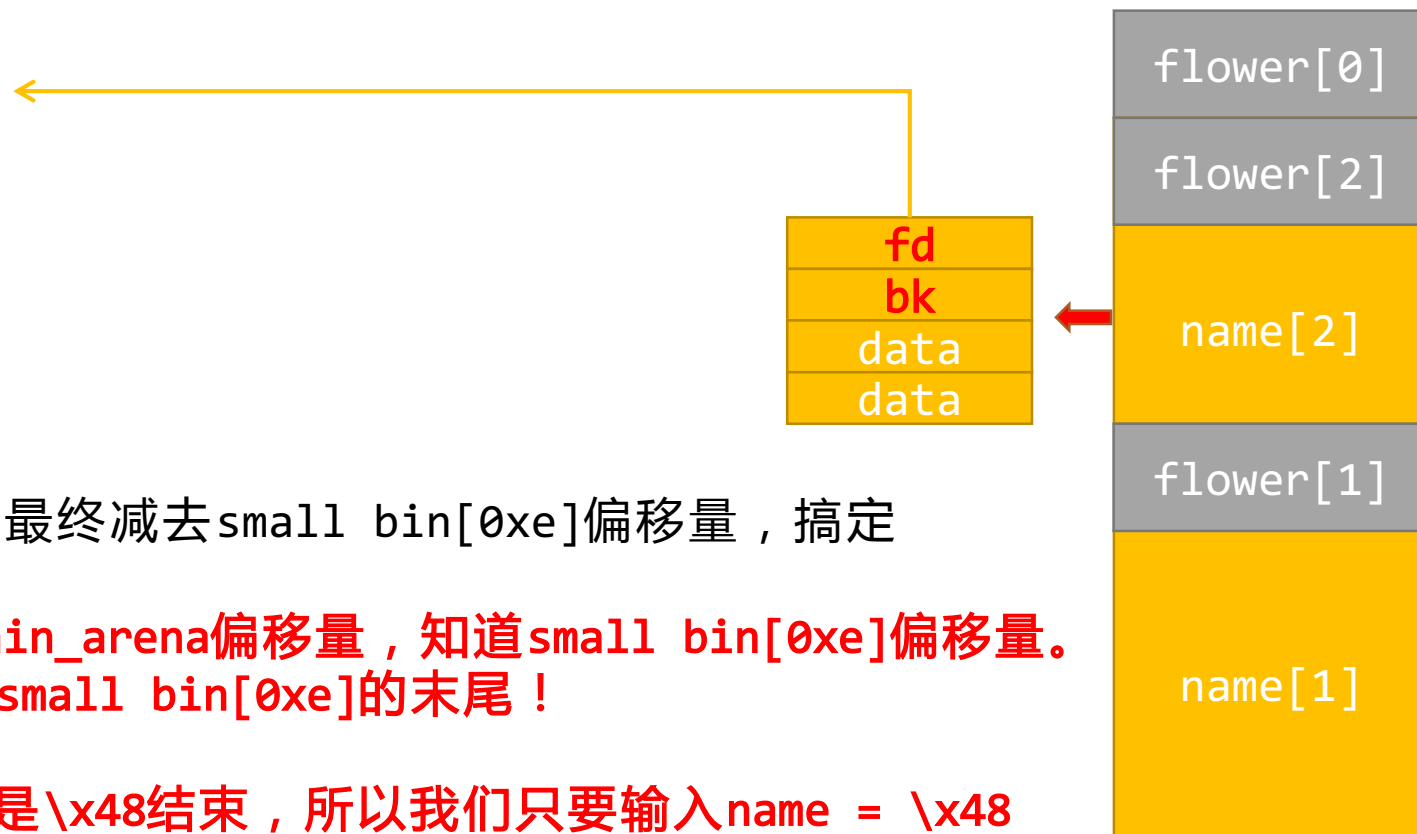 flower[0]
flower[2]
fd
bk
data
data
name[2]
flower[1]
最终减去small bin[0xe]偏移量，搞定
in_arena偏移量，知道small bin[0xe]偏移量。
small bin[0xe]的末尾！
name[1]
是\x48结束，所以我们只要输入name = \x48